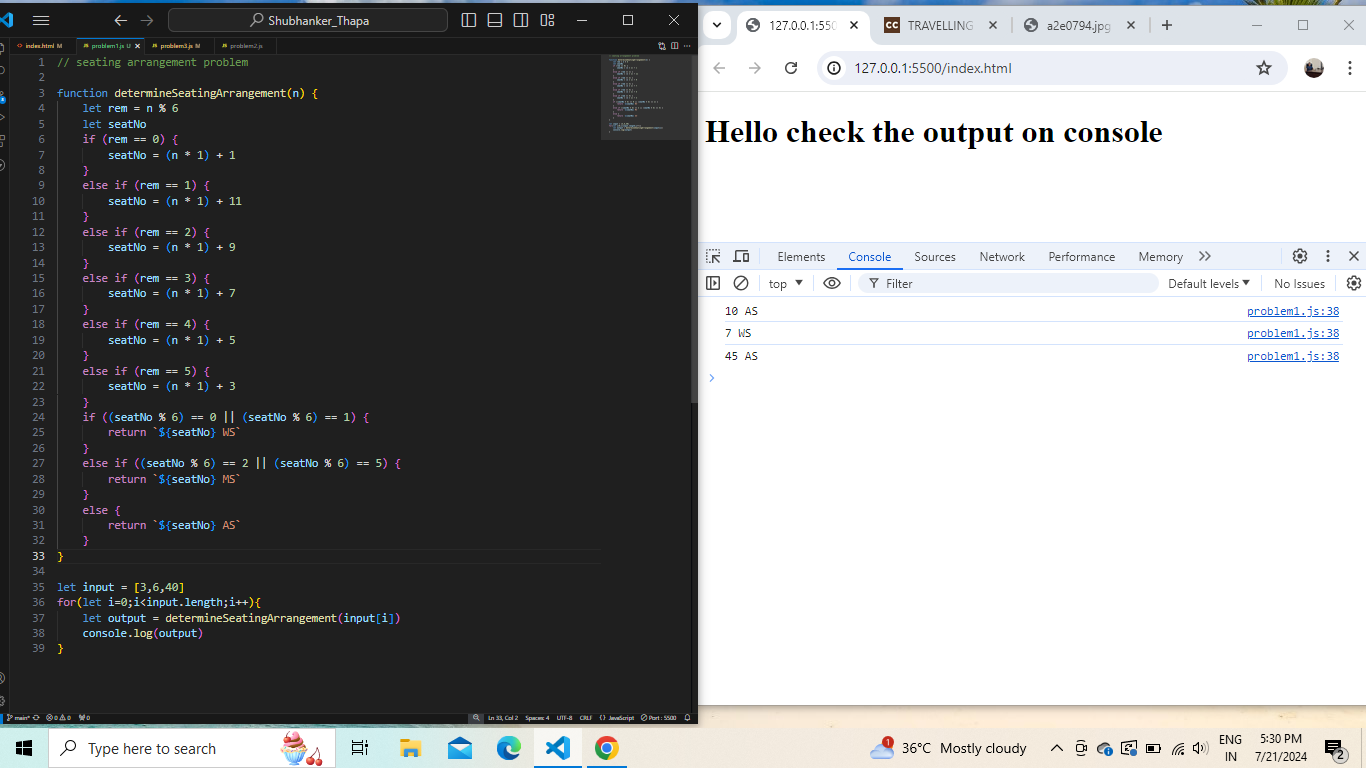 Shubhanker_Thapa
index.html M
problem1.js U
problem3.js M
problem2.js
1 // seating arrangement problem
2
3 function determineSeatingArrangement(n) {
4 let rem = n % 6
5 let seatNo
6 if (rem == 0) {
7 seatNo = (n * 1) + 1
8 }
9 else if (rem == 1) {
10 seatNo = (n * 1) + 11
11 }
12 else if (rem == 2) {
13 seatNo = (n * 1) + 9
14 }
15 else if (rem == 3) {
16 seatNo = (n * 1) + 7
17 }
18 else if (rem == 4) {
19 seatNo = (n * 1) + 5
20 }
21 else if (rem == 5) {
22 seatNo = (n * 1) + 3
23 }
24 if ((seatNo % 6) == 0 || (seatNo % 6) == 1) {
25 return `${seatNo} WS`
26 }
27 else if ((seatNo % 6) == 2 || (seatNo % 6) == 5) {
28 return `${seatNo} MS`
29 }
30 else {
31 return `${seatNo} AS`
32 }
33 }
34
35 let input = [3,6,40]
36 for(let i=0;i<input.length;i++){
37 let output = determineSeatingArrangement(input[i])
38 console.log(output)
39 }
main* 0 0 0 Ln 33, Col 2 Spaces: 4 UTF-8 CRLF {} JavaScript Port : 5500
127.0.0.1:550
CC TRAVELLING
a2e0794.jpg
127.0.0.1:5500/index.html
Hello check the output on console
Elements Console Sources Network Performance Memory
top Filter Default levels No Issues
10 AS problem1.js:38
7 WS problem1.js:38
45 AS problem1.js:38
Type here to search
1 36°C Mostly cloudy
ENG
IN
5:30 PM
7/21/2024
2